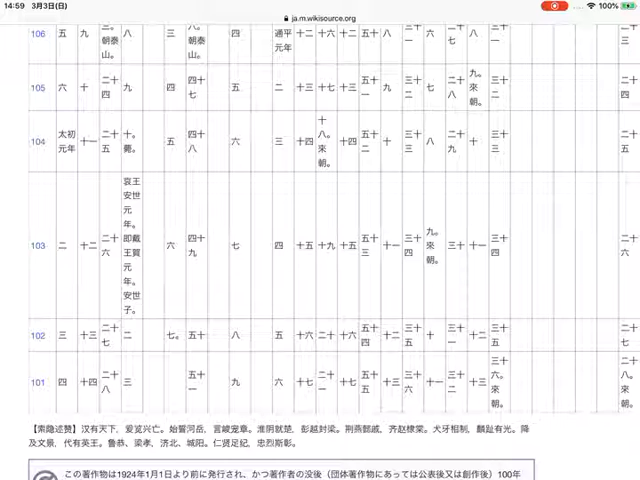 14:59 3月3日(日)
ja.m.wikisource.org
100%
106 五 九 朝泰山。 八 三 朝泰山。 四 通平元年 十二 十六 十二 五十 八 六 八
105 六 十 二十四 九 四 四十七 五 二 十三 十七 十三 五十一 九 三十二 七 二十八 九。來朝。 三十二 二十四
104 太初元年 十一 二十五 十。薨。 五 四十八 六 三 十四 十八。來朝。 十四 五十二 十 三十三 八 二十九 十 三十三 二十五
103 二 十二 二十六 哀王安世元年。即戴王賀元年。安世子。 六 四十九 七 四 十五 十九 十五 五十三 十一 三十四 九。來朝。 三十 十一 三十四 二十六
102 三 十三 二十七 二 七。 五十 八 五 十六 二十 十六 五十四 十二 三十五 十 三十一 十二 三十五 二十七
101 四 十四 二十八 三 五十一 九 六 十七 二十一 十七 五十五 十三 三十六 十一 三十二 十三 三十六。來朝。 二十八。來朝。
【索隐述赞】汉有天下，爰览兴亡。始誓河岳，言峻宠章。淮阴就楚，彭越封梁。荆燕懿戚，齐赵棣棠。犬牙相制，麟趾有光。降
及文景，代有英王。鲁恭、梁孝，济北、城阳。仁贤足纪，忠烈斯彰。
この著作物は1924年1月1日より前に発行され、かつ著作者の没後（団体著作物にあっては公表後又は創作後）100年